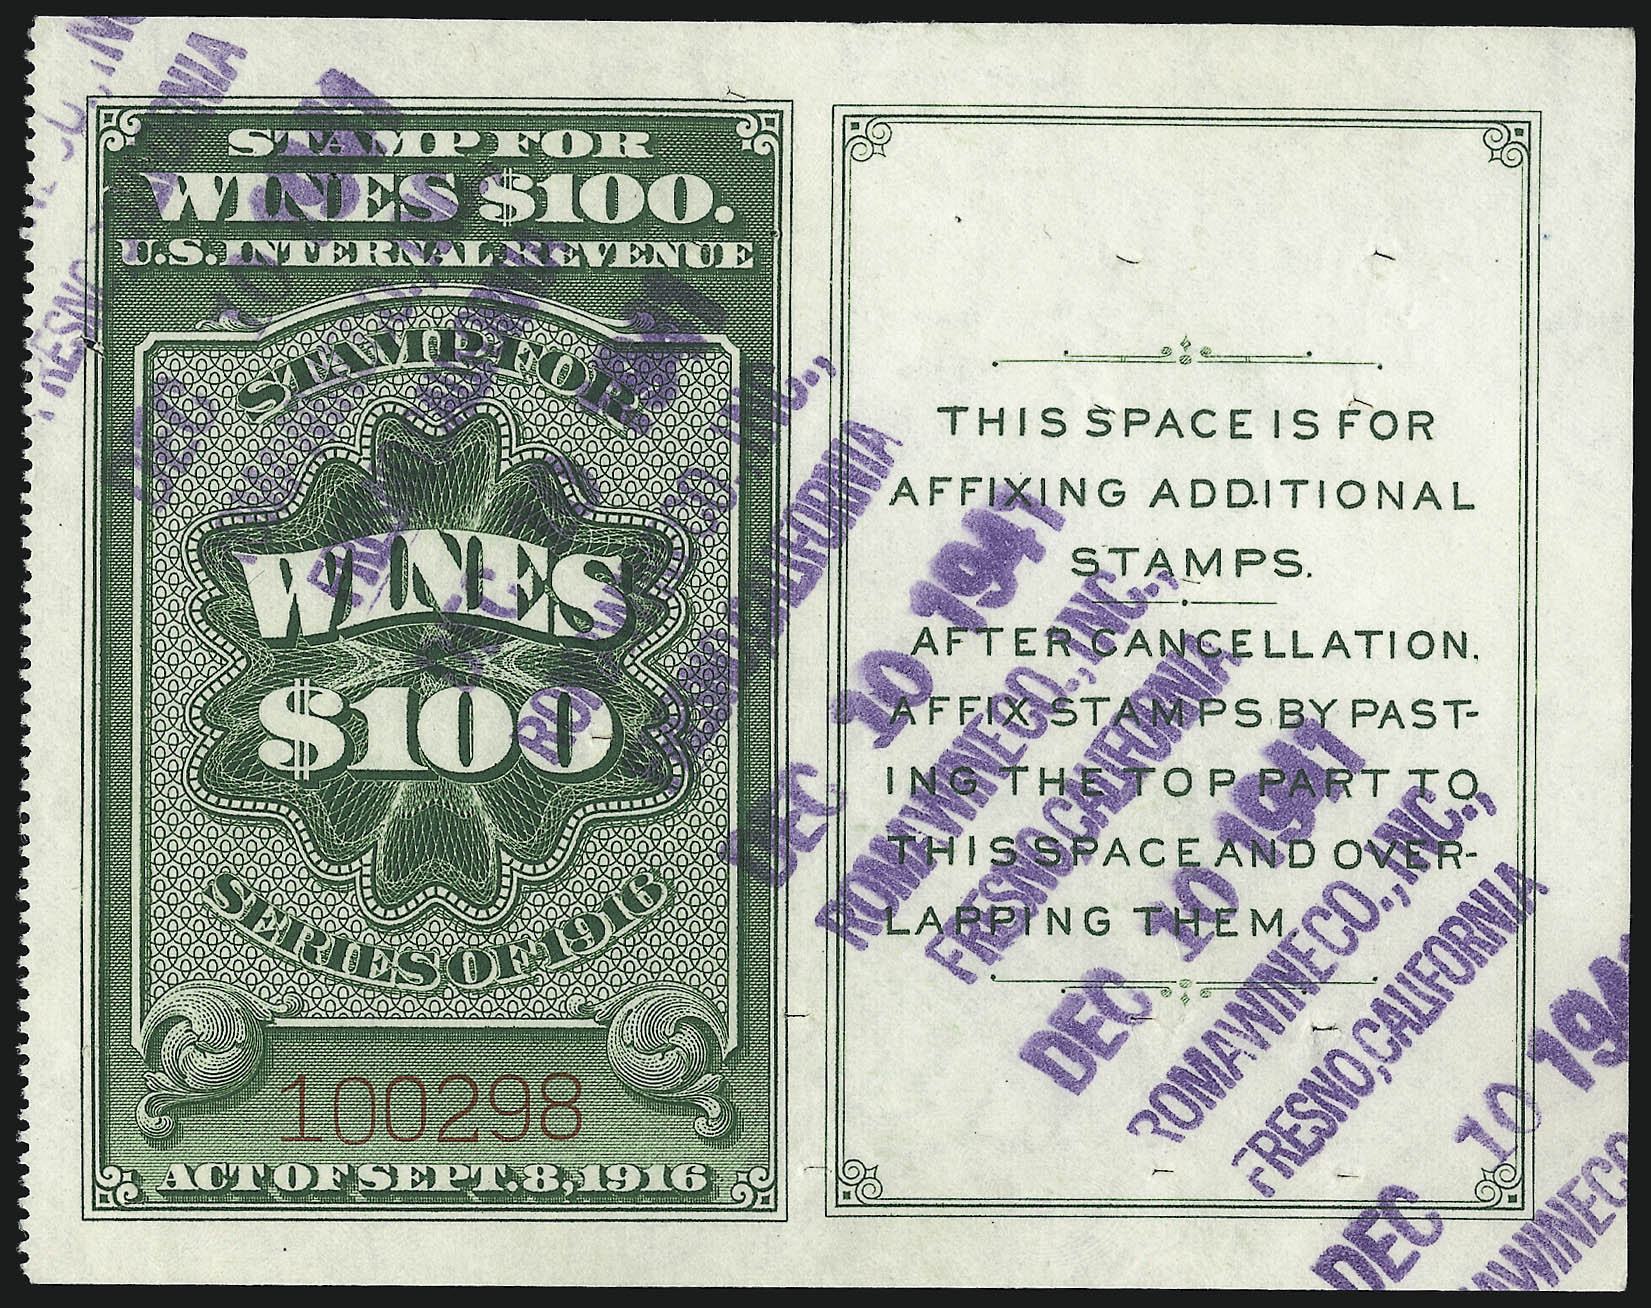 STAMP FOR
WINES $100.
U.S. INTERNAL REVENUE
STAMP FOR
WINES
$100
SERIES OF 1916
100298
ACT OF SEPT. 8, 1916
THIS SPACE IS FOR
AFFIXING ADDITIONAL
STAMPS.
AFTER CANCELLATION,
AFFIX STAMPS BY PAST-
ING THE TOP PART TO
THIS SPACE AND OVER-
LAPPING THEM
DEC 10 1941
ROMA WINE CO., INC.,
FRESNO, CALIFORNIA
DEC 10 1941
ROMA WINE CO., INC.,
FRESNO, CALIFORNIA
DEC 10 194
WINE CO